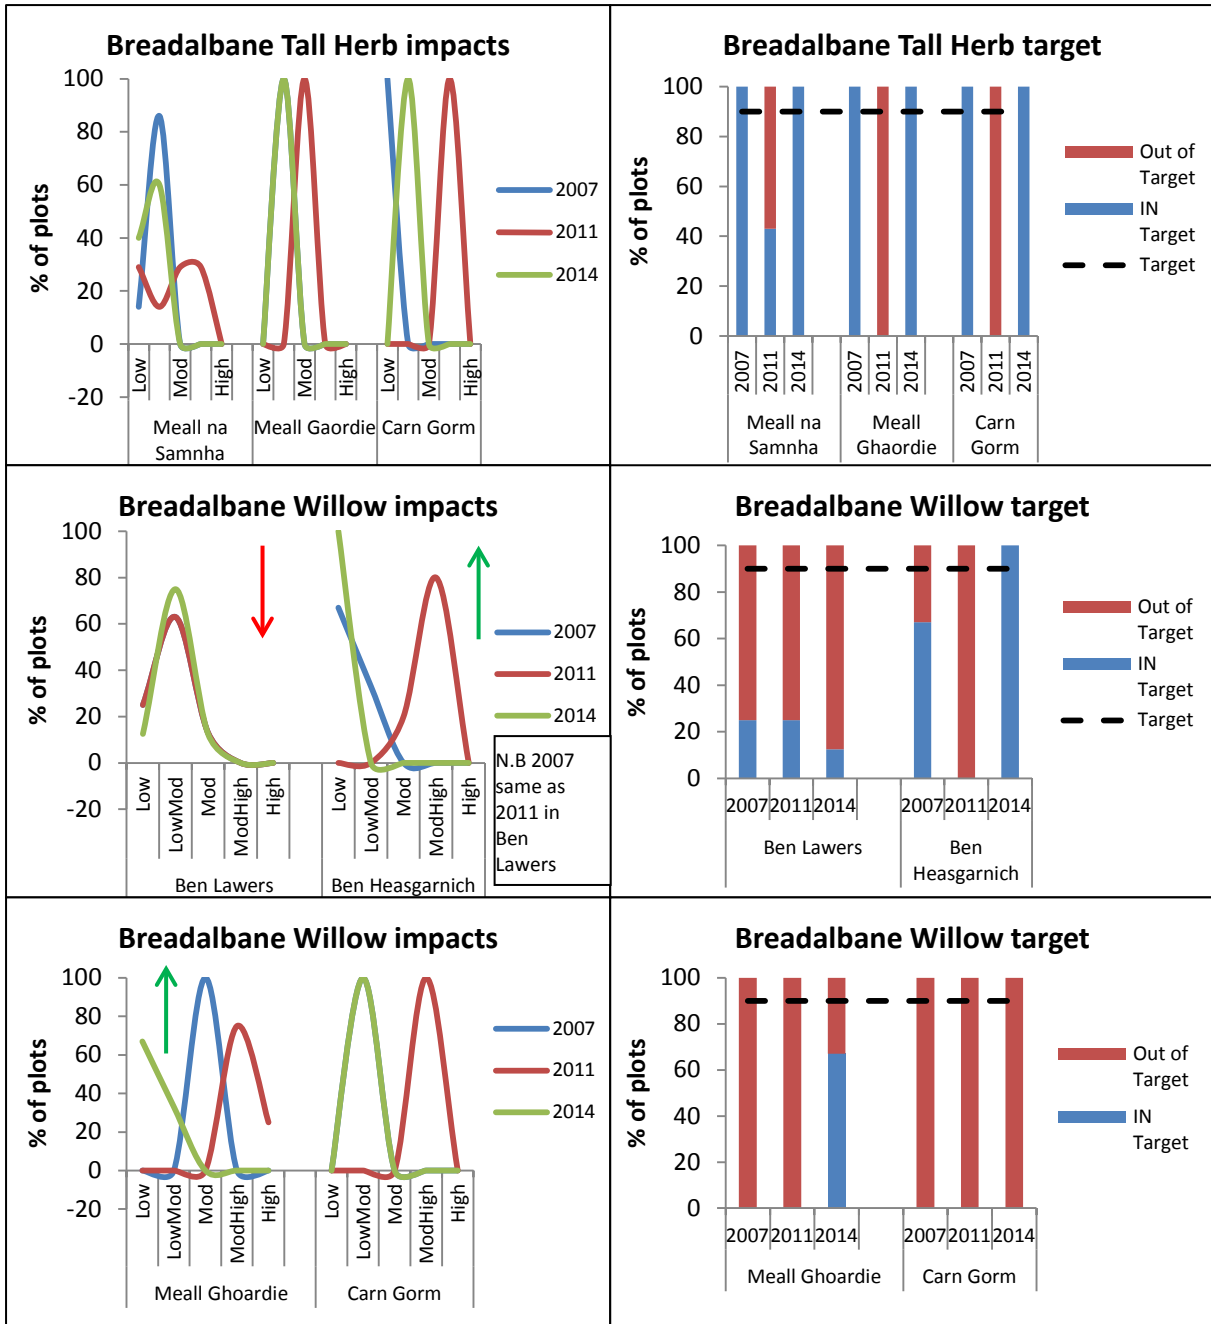 Breadalbane Tall Herb impacts
% of plots
100
80
60
40
20
0
-20
Low
Mod
High
Low
Mod
High
Low
Mod
High
Meall na
Samnha
Meall Gaordie
Carn Gorm
2007
2011
2014
Breadalbane Tall Herb target
% of plots
100
80
60
40
20
0
2007
2011
2014
2007
2011
2014
2007
2011
2014
Meall na
Samnha
Meall
Ghaordie
Carn
Gorm
Out of
Target
IN
Target
Target
Breadalbane Willow impacts
% of plots
100
80
60
40
20
0
-20
Low
LowMod
Mod
ModHigh
High
Low
LowMod
Mod
ModHigh
High
Ben Lawers
Ben Heasgarnich
2007
2011
2014
N.B 2007
same as
2011 in
Ben
Lawers
Breadalbane Willow target
% of plots
100
80
60
40
20
0
2007 2011 2014
2007 2011 2014
Ben Lawers
Ben
Heasgarnich
Out of
Target
IN
Target
Target
Breadalbane Willow impacts
% of plots
100
80
60
40
20
0
-20
Low
LowMod
Mod
ModHigh
High
Low
LowMod
Mod
ModHigh
High
Meall Ghoardie
Carn Gorm
2007
2011
2014
Breadalbane Willow target
% of plots
100
80
60
40
20
0
2007 2011 2014
2007 2011 2014
Meall Ghoardie
Carn Gorm
Out of
Target
IN
Target